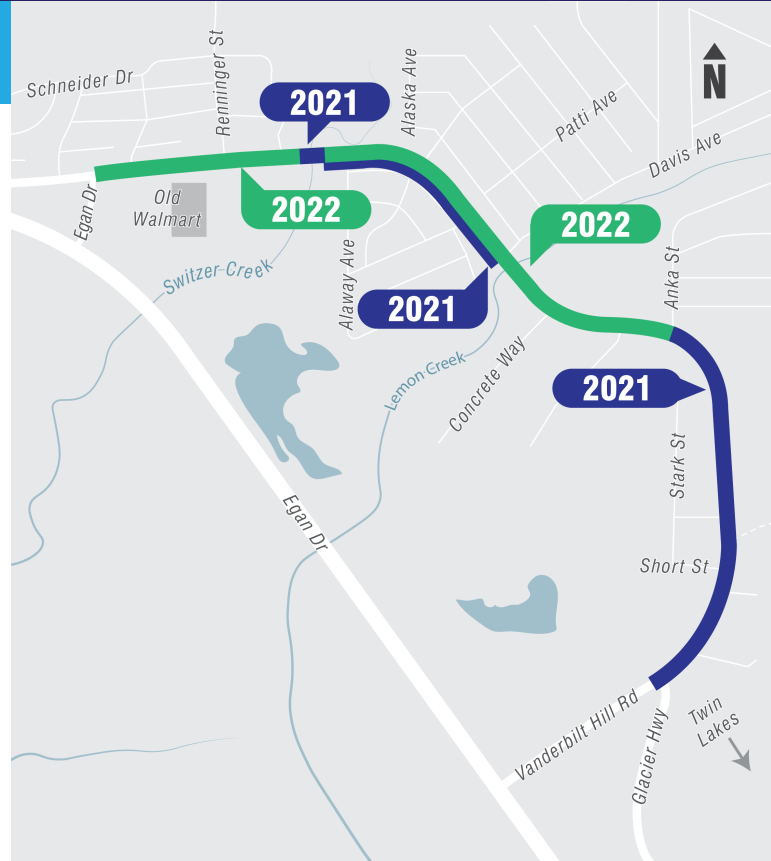 Schneider Dr
Renninger St
2021
Alaska Ave
N
Patti Ave
Davis Ave
Egan Dr
Old
Walmart
2022
2022
Switzer Creek
Alaway Ave
2021
Anka St
Lemon Creek
Concrete Way
2021
Stark St
Egan Dr
Short St
Vanderbilt Hill Rd
Glacier Hwy
Twin
Lakes